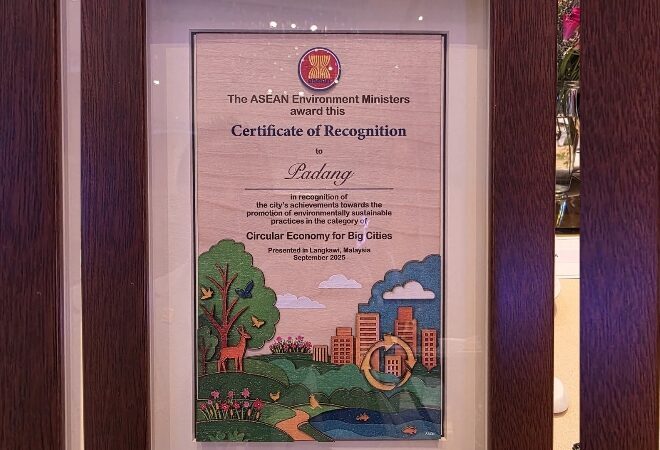 The ASEAN Environment Ministers
award this
Certificate of Recognition
to
Padang
in recognition of
the city's achievements towards the
promotion of environmentally sustainable
practices in the category of
Circular Economy for Big Cities
Presented in Langkawi, Malaysia
September 2025